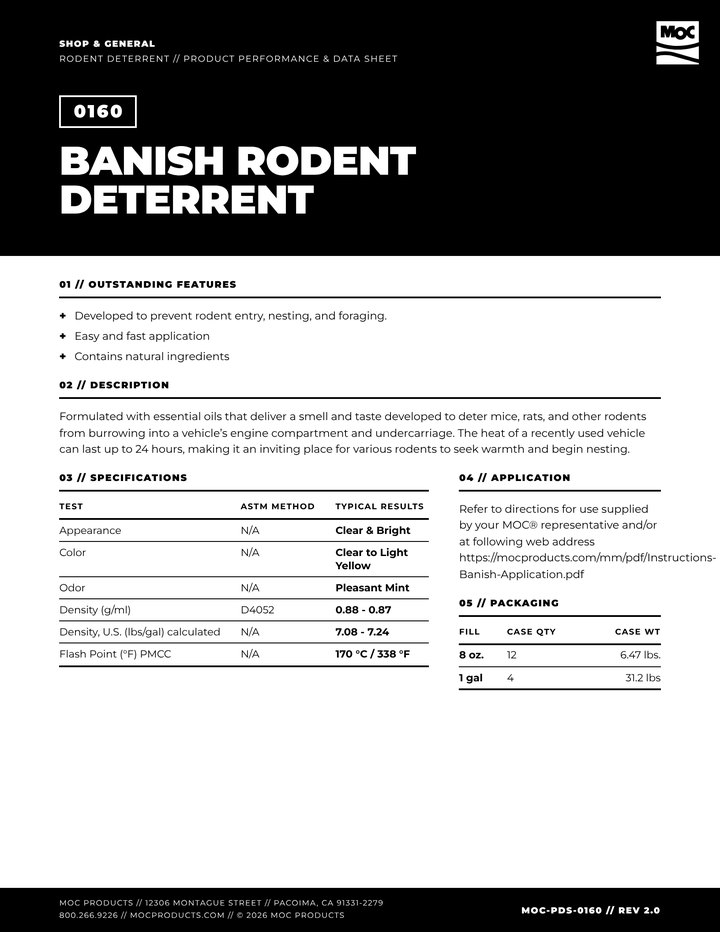 MOC
SHOP & GENERAL
RODENT DETERRENT // PRODUCT PERFORMANCE & DATA SHEET
0160
BANISH RODENT
DETERRENT
01 // OUTSTANDING FEATURES
+ Developed to prevent rodent entry, nesting, and foraging.
+ Easy and fast application
+ Contains natural ingredients
02 // DESCRIPTION
Formulated with essential oils that deliver a smell and taste developed to deter mice, rats, and other rodents
from burrowing into a vehicle’s engine compartment and undercarriage. The heat of a recently used vehicle
can last up to 24 hours, making it an inviting place for various rodents to seek warmth and begin nesting.
03 // SPECIFICATIONS
TEST ASTM METHOD TYPICAL RESULTS
Appearance N/A Clear & Bright
Color N/A Clear to Light
Yellow
Odor N/A Pleasant Mint
Density (g/ml) D4052 0.88 - 0.87
Density, U.S. (lbs/gal) calculated N/A 7.08 - 7.24
Flash Point (°F) PMCC N/A 170 °C / 338 °F
04 // APPLICATION
Refer to directions for use supplied
by your MOC® representative and/or
at following web address
https://mocproducts.com/mm/pdf/Instructions-
Banish-Application.pdf
05 // PACKAGING
FILL CASE QTY CASE WT
8 oz. 12 6.47 lbs.
1 gal 4 31.2 lbs
MOC PRODUCTS // 12306 MONTAGUE STREET // PACOIMA, CA 91331-2279
800.266.9226 // MOCPRODUCTS.COM // © 2026 MOC PRODUCTS
MOC-PDS-0160 // REV 2.0